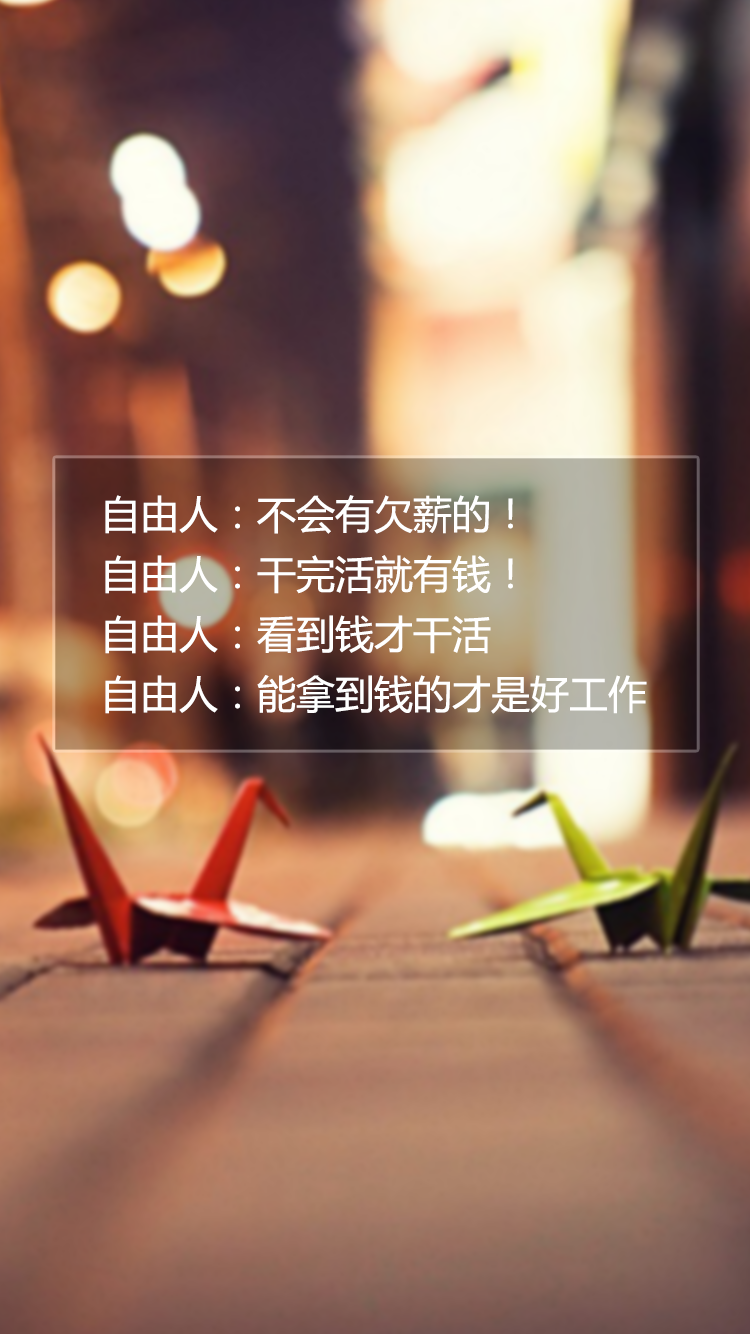 自由人：不会有欠薪的！
自由人：干完活就有钱！
自由人：看到钱才干活
自由人：能拿到钱的才是好工作